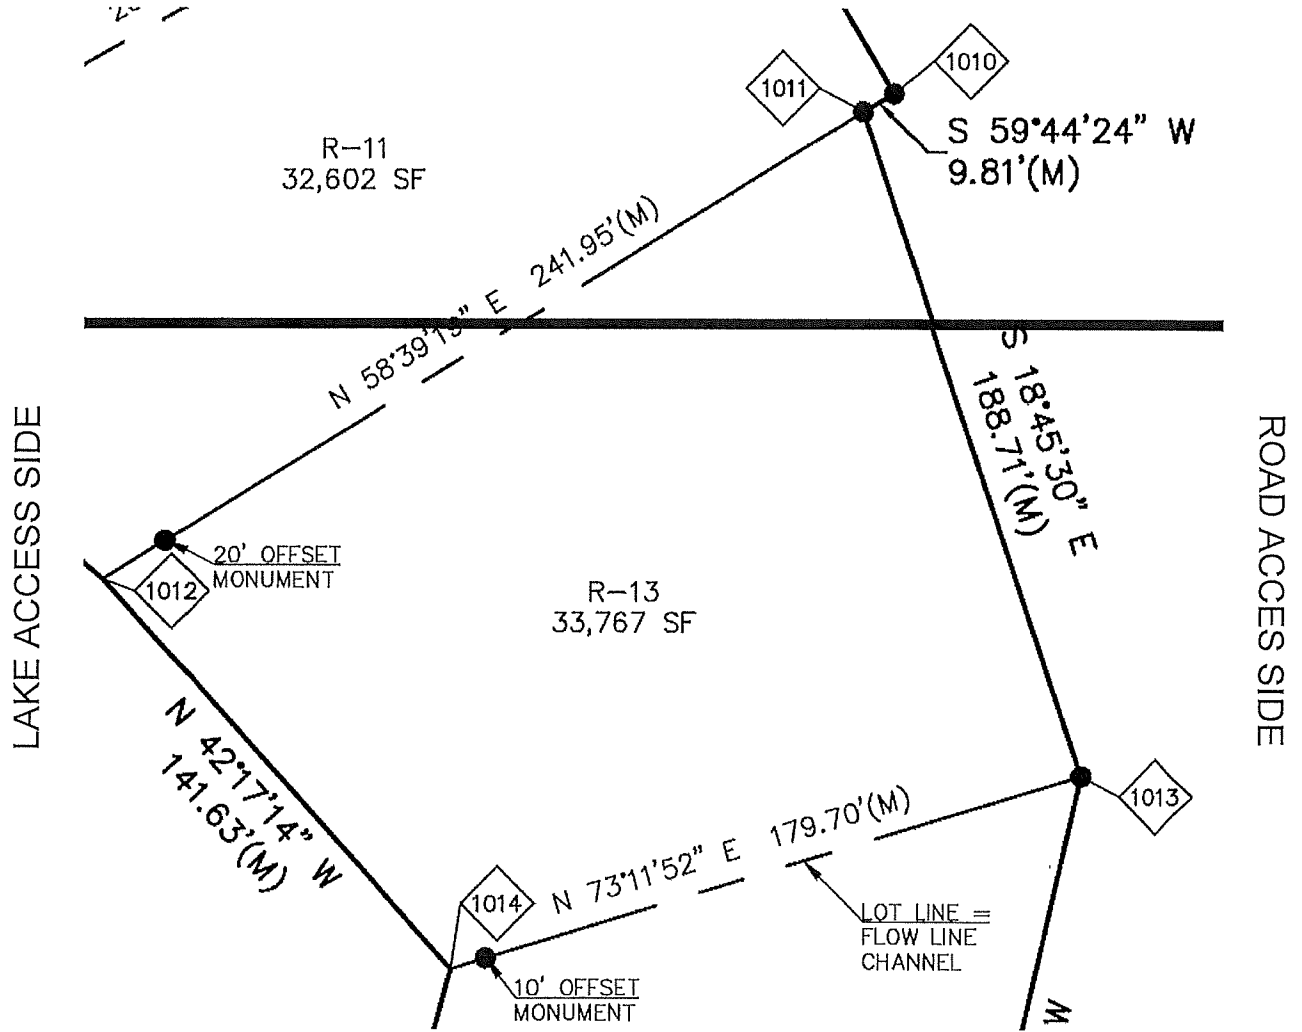 1010
1011
S 59°44'24" W
9.81'(M)
R-11
32,602 SF
N 58°39'13" E 241.95'(M)
S 18°45'30" E
188.71'(M)
LAKE ACCESS SIDE
ROAD ACCES SIDE
20' OFFSET
MONUMENT
1012
R-13
33,767 SF
N 42°17'14" W
141.63'(M)
1013
N 73°11'52" E 179.70'(M)
1014
LOT LINE =
FLOW LINE
CHANNEL
10' OFFSET
MONUMENT
W